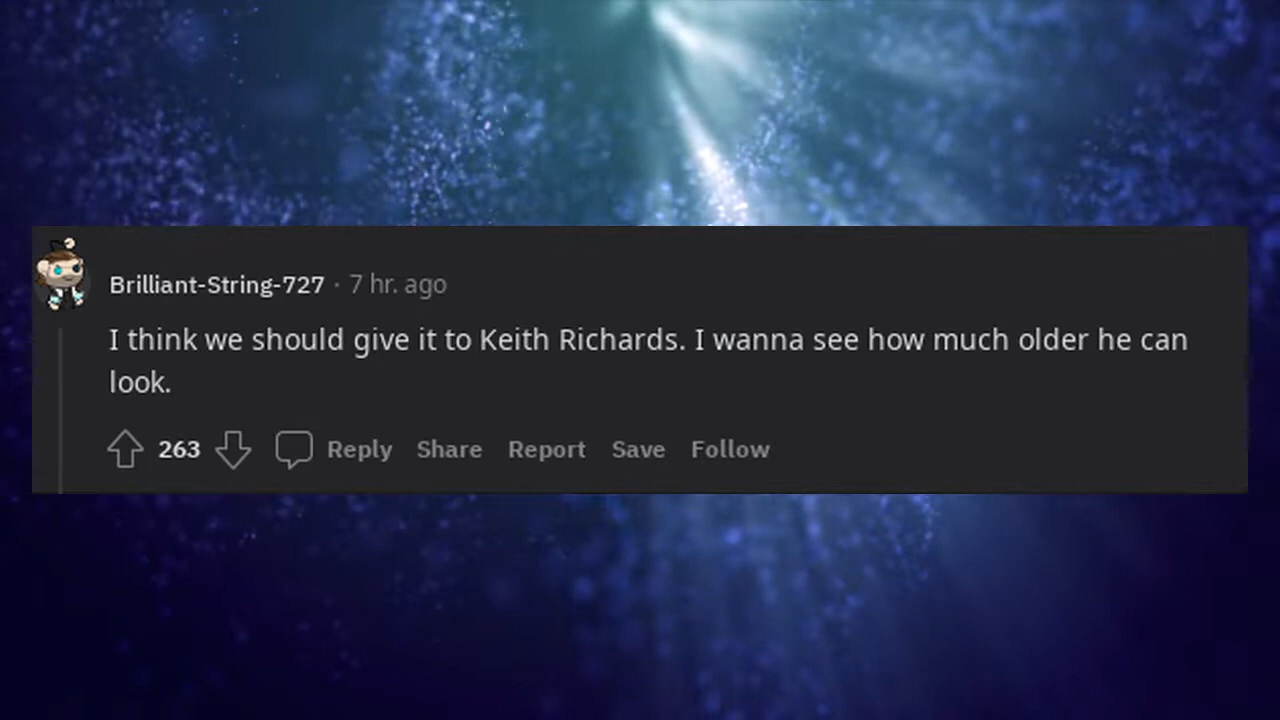 Brilliant-String-727 · 7 hr. ago
I think we should give it to Keith Richards. I wanna see how much older he can
look.
263 Reply Share Report Save Follow